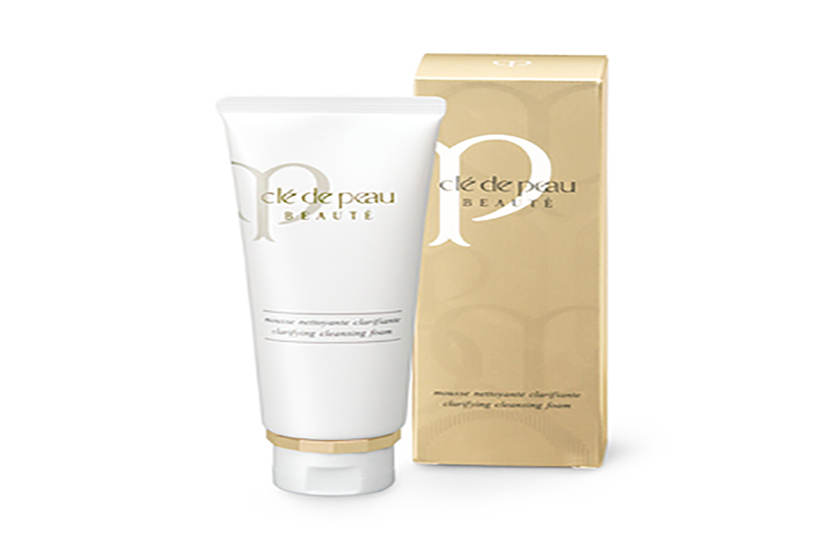 clé de peau
BEAUTÉ
mousse nettoyante clarifiante
clarifying cleansing foam
clé de peau
BEAUTÉ
mousse nettoyante clarifiante
clarifying cleansing foam